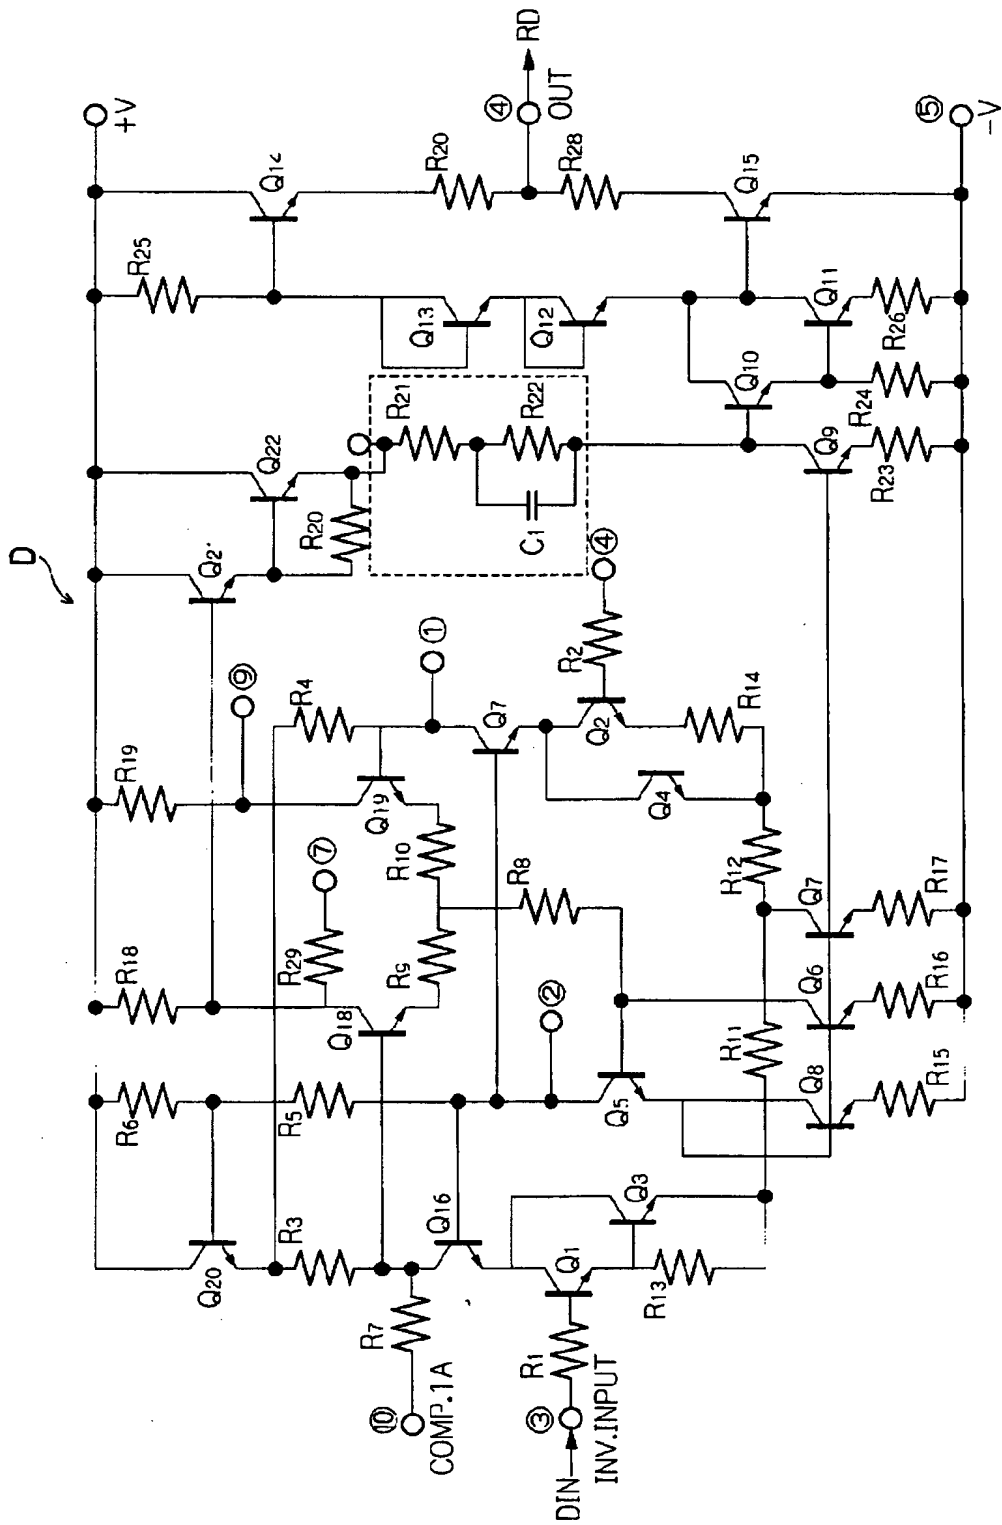 D
+V
④
RD
OUT
⑤
-V
Q14
R20
R28
Q15
R25
Q13
Q12
Q11
R26
Q10
R24
Q22
R20
R21
R22
C1
Q9
R23
Q2
④
R2
R19
⑨
R4
①
Q7
Q2
R14
Q19
Q4
R10
R12
R18
⑦
R29
R8
R9
Q18
②
Q7
R17
Q6
R16
R11
R6
R5
Q5
Q8
R15
Q20
R3
Q16
Q3
Q1
R13
R7
R1
⑩
COMP.1A
③
INV.INPUT
DIN